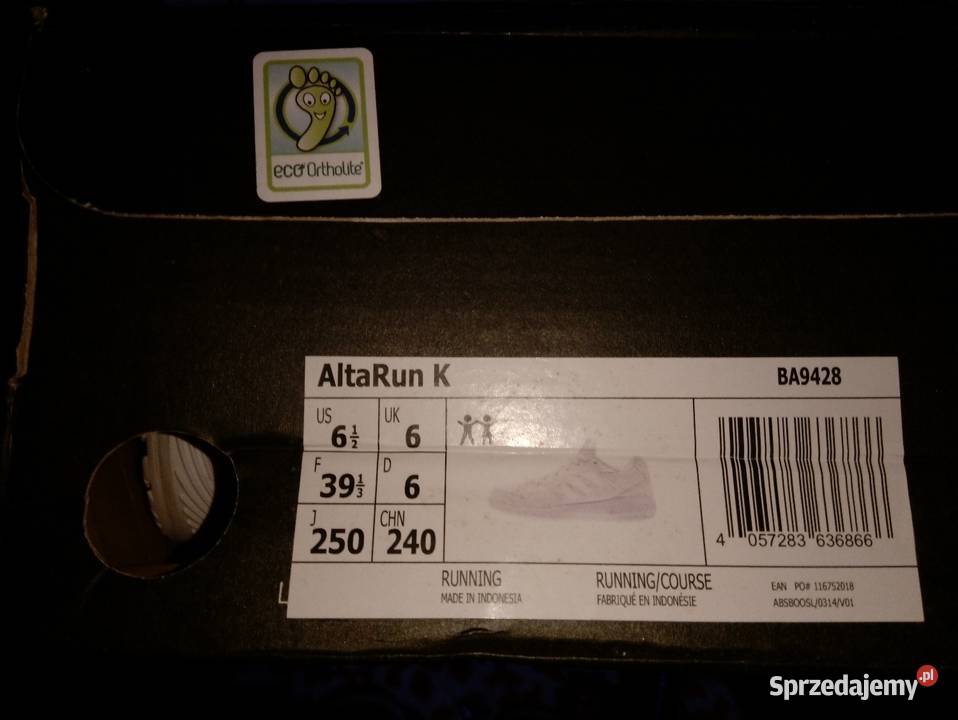 eco Ortholite®
AltaRun K BA9428
US 6½ UK 6
F 39⅓ D 6
J 250 CHN 240
4 057283 636866
RUNNING RUNNING/COURSE EAN PO# 116752018
MADE IN INDONESIA FABRIQUÉ EN INDONÉSIE ABSBOOSL/0314/V01
L
Sprzedajemy.pl